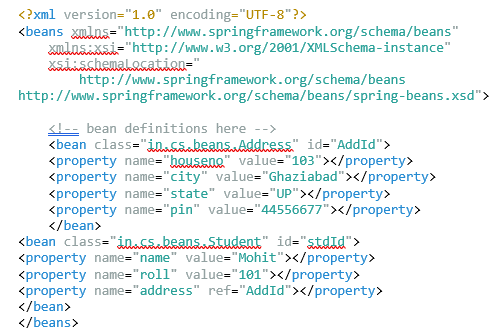 <?xml version="1.0" encoding="UTF-8"?>
<beans xmlns="http://www.springframework.org/schema/beans"
xmlns:xsi="http://www.w3.org/2001/XMLSchema-instance"
xsi:schemaLocation="
http://www.springframework.org/schema/beans
http://www.springframework.org/schema/beans/spring-beans.xsd">
<!-- bean definitions here -->
<bean class="in.cs.beans.Address" id="AddId">
<property name="houseno" value="103"></property>
<property name="city" value="Ghaziabad"></property>
<property name="state" value="UP"></property>
<property name="pin" value="44556677"></property>
</bean>
<bean class="in.cs.beans.Student" id="stdId">
<property name="name" value="Mohit"></property>
<property name="roll" value="101"></property>
<property name="address" ref="AddId"></property>
</bean>
</beans>